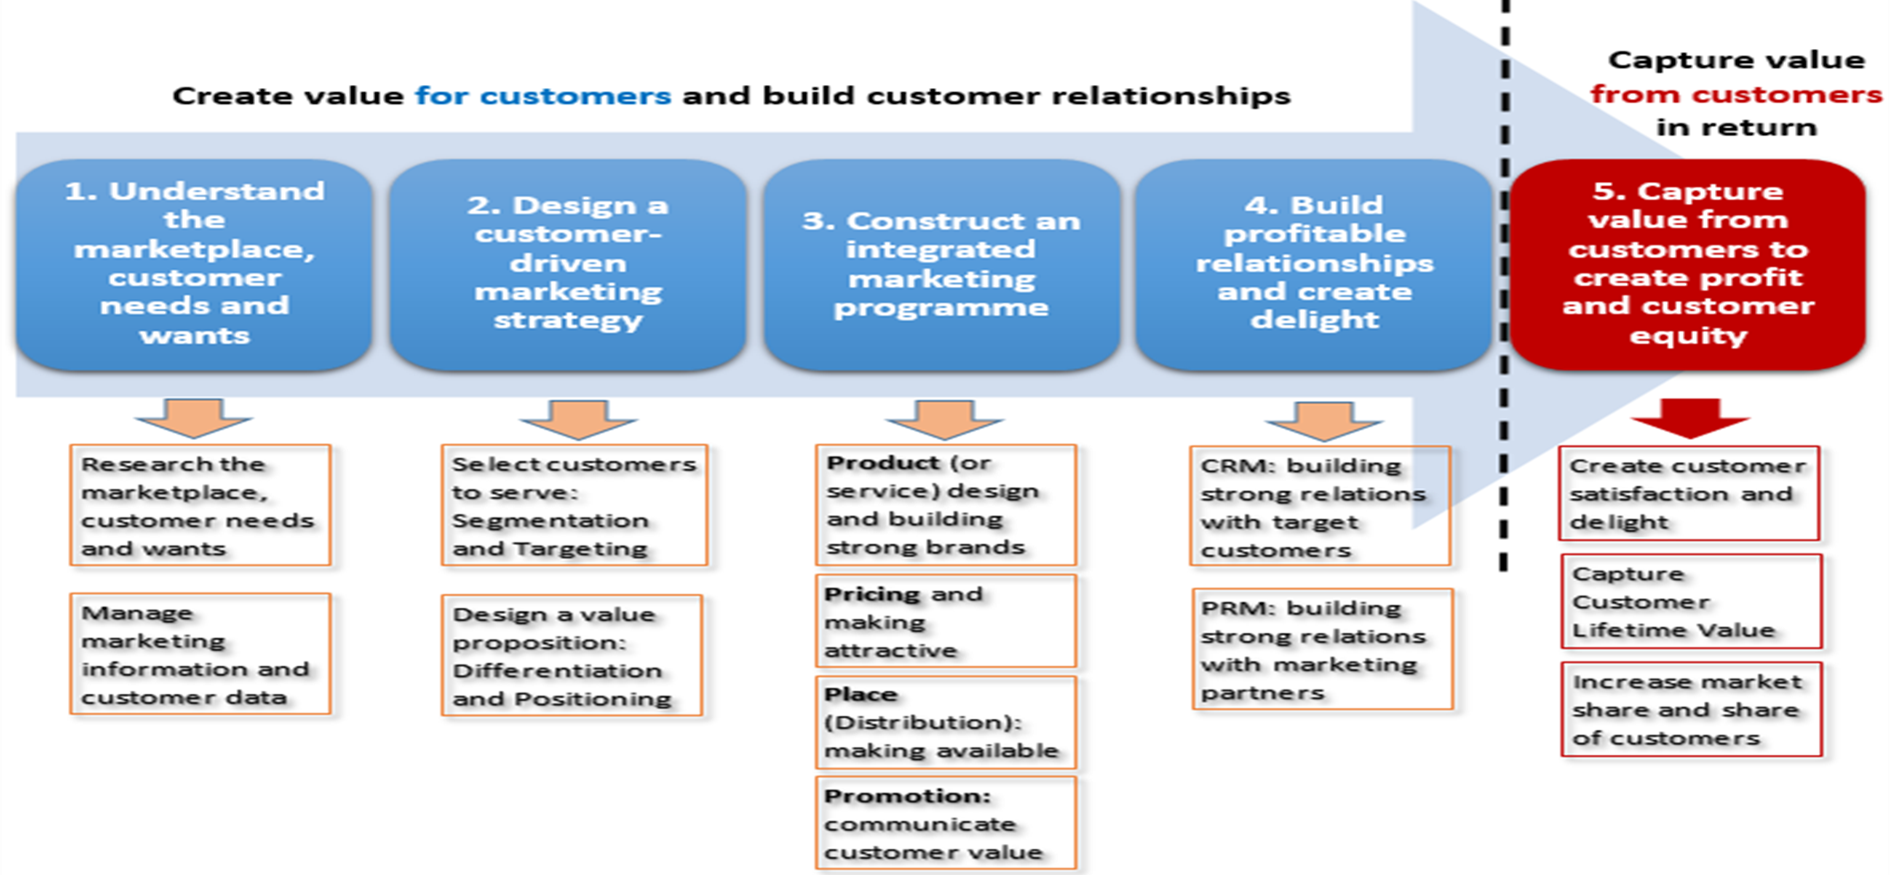 Create value for customers and build customer relationships
Capture value
from customers
in return
1. Understand
the
marketplace,
customer
needs and
wants
2. Design a
customer-
driven
marketing
strategy
3. Construct an
integrated
marketing
programme
4. Build
profitable
relationships
and create
delight
5. Capture
value from
customers to
create profit
and customer
equity
Research the
marketplace,
customer needs
and wants
Manage
marketing
information and
customer data
Select customers
to serve:
Segmentation
and Targeting
Design a value
proposition:
Differentiation
and Positioning
Product (or
service) design
and building
strong brands
Pricing and
making
attractive
Place
(Distribution):
making available
Promotion:
communicate
customer value
CRM: building
strong relations
with target
customers
PRM: building
strong relations
with marketing
partners
Create customer
satisfaction and
delight
Capture
Customer
Lifetime Value
Increase market
share and share
of customers